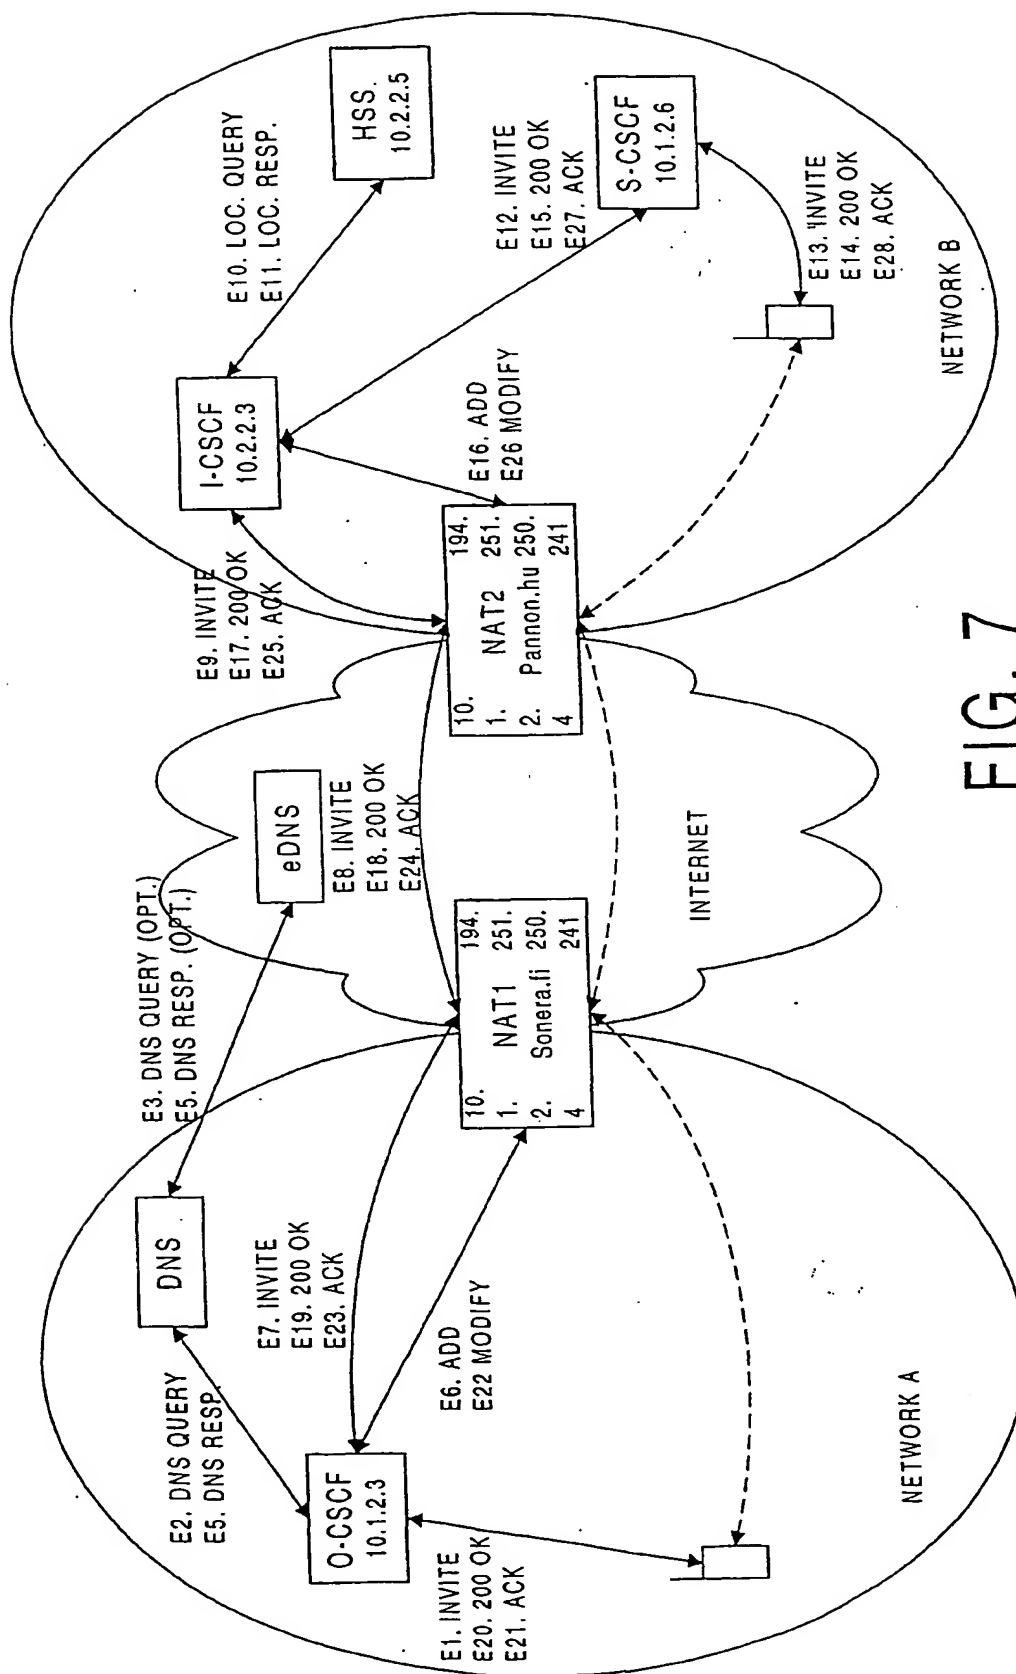 E2. DNS QUERY
E5. DNS RESP.
DNS
E3. DNS QUERY (OPT.)
E5. DNS RESP. (OPT.)
eDNS
O-CSCF
10.1.2.3
E7. INVITE
E19. 200 OK
E23. ACK
E8. INVITE
E18. 200 OK
E24. ACK
E9. INVITE
E17. 200 OK
E25. ACK
I-CSCF
10.2.2.3
E10. LOC. QUERY
E11. LOC. RESP.
HSS.
10.2.2.5
E1. INVITE
E20. 200 OK
E21. ACK
E6. ADD
E22 MODIFY
10. 194.
1. NAT1 251.
2. Sonera.fi 250.
4 241
10. 194.
1. NAT2 251.
2. Pannon.hu 250.
4 241
E16. ADD
E26 MODIFY
E12. INVITE
E15. 200 OK
E27. ACK
S-CSCF
10.1.2.6
E13. INVITE
E14. 200 OK
E28. ACK
NETWORK A
INTERNET
NETWORK B
FIG. 7